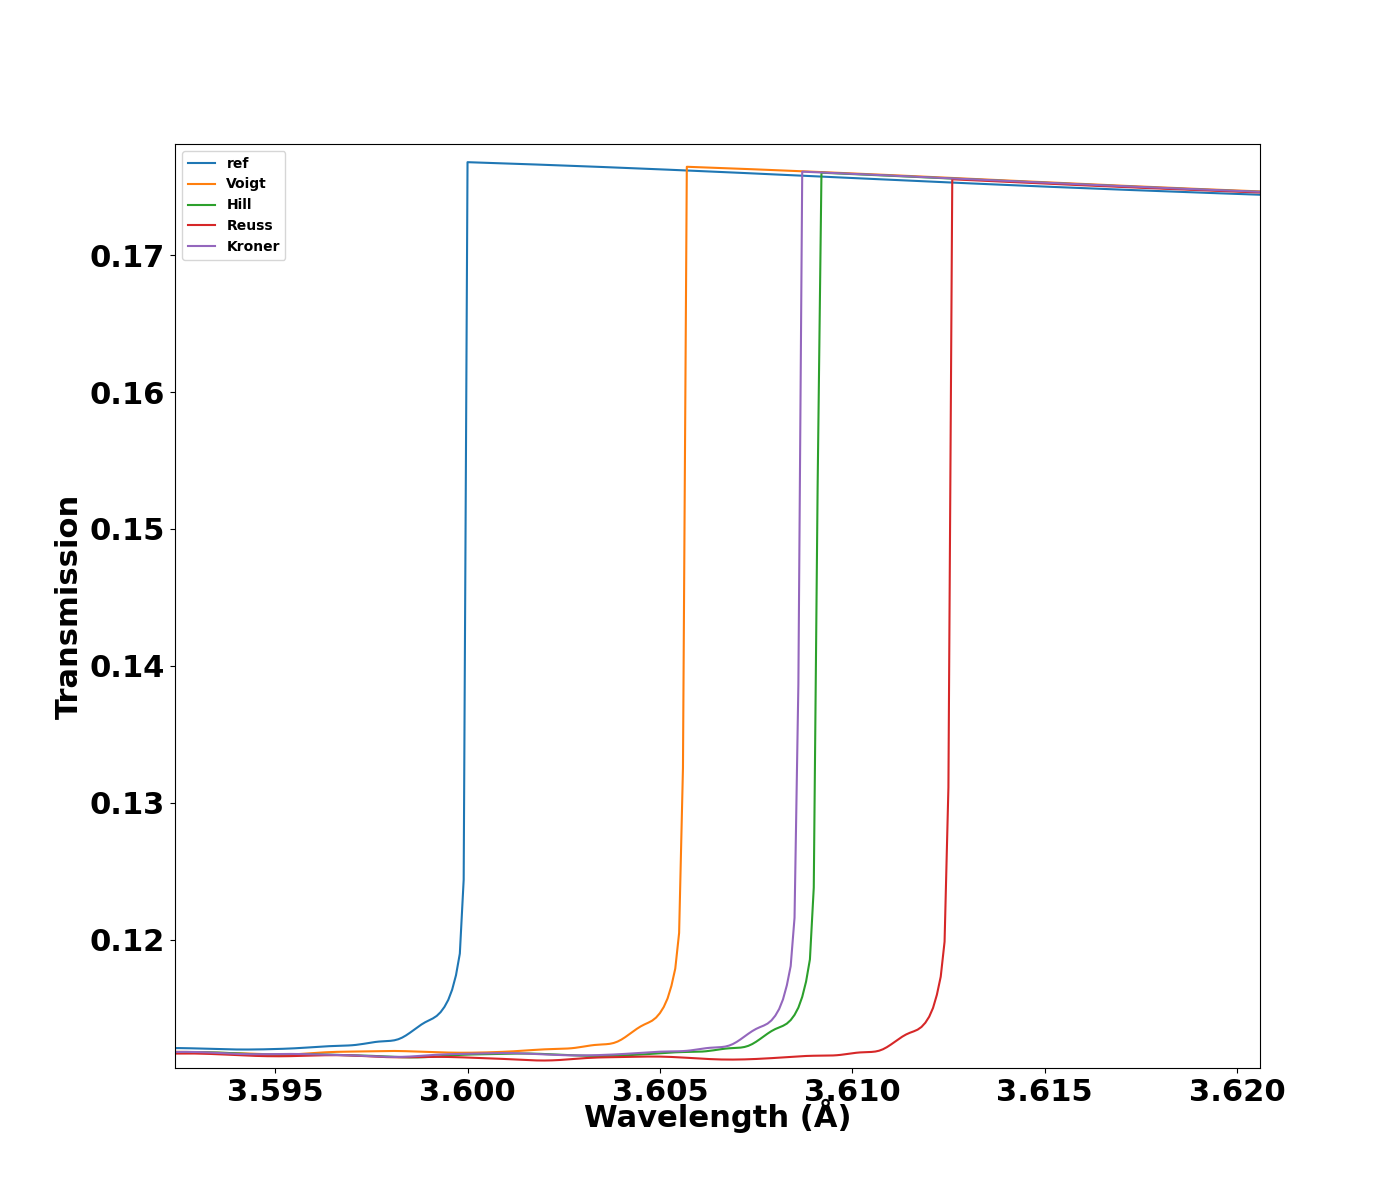 ref
Voigt
Hill
Reuss
Kroner
0.17
0.16
0.15
0.14
0.13
0.12
Transmission
3.595 3.600 3.605 3.610 3.615 3.620
Wavelength (Å)